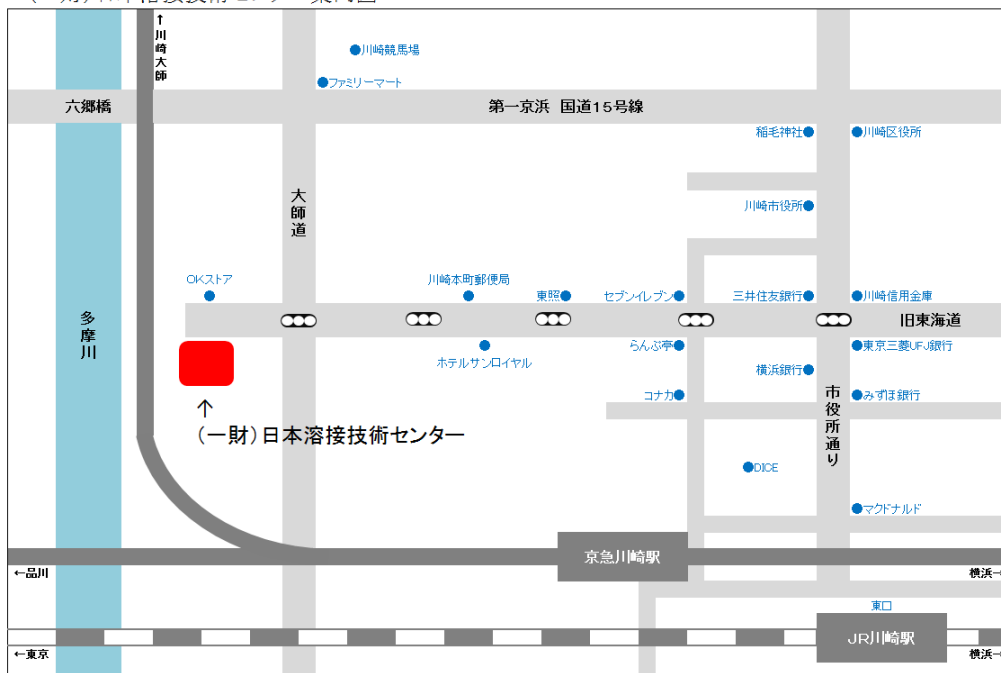 ↑川崎大師
川崎競馬場
ファミリーマート
六郷橋
第一京浜 国道15号線
稲毛神社
川崎区役所
大師道
川崎市役所
OKストア
川崎本町郵便局
東照
セブンイレブン
三井住友銀行
川崎信用金庫
多摩川
旧東海道
らんぷ亭
東京三菱UFJ銀行
ホテルサンロイヤル
横浜銀行
コナカ
みずほ銀行
市役所通り
↑
(一財)日本溶接技術センター
DICE
マクドナルド
京急川崎駅
←品川
横浜→
東口
JR川崎駅
←東京
横浜→